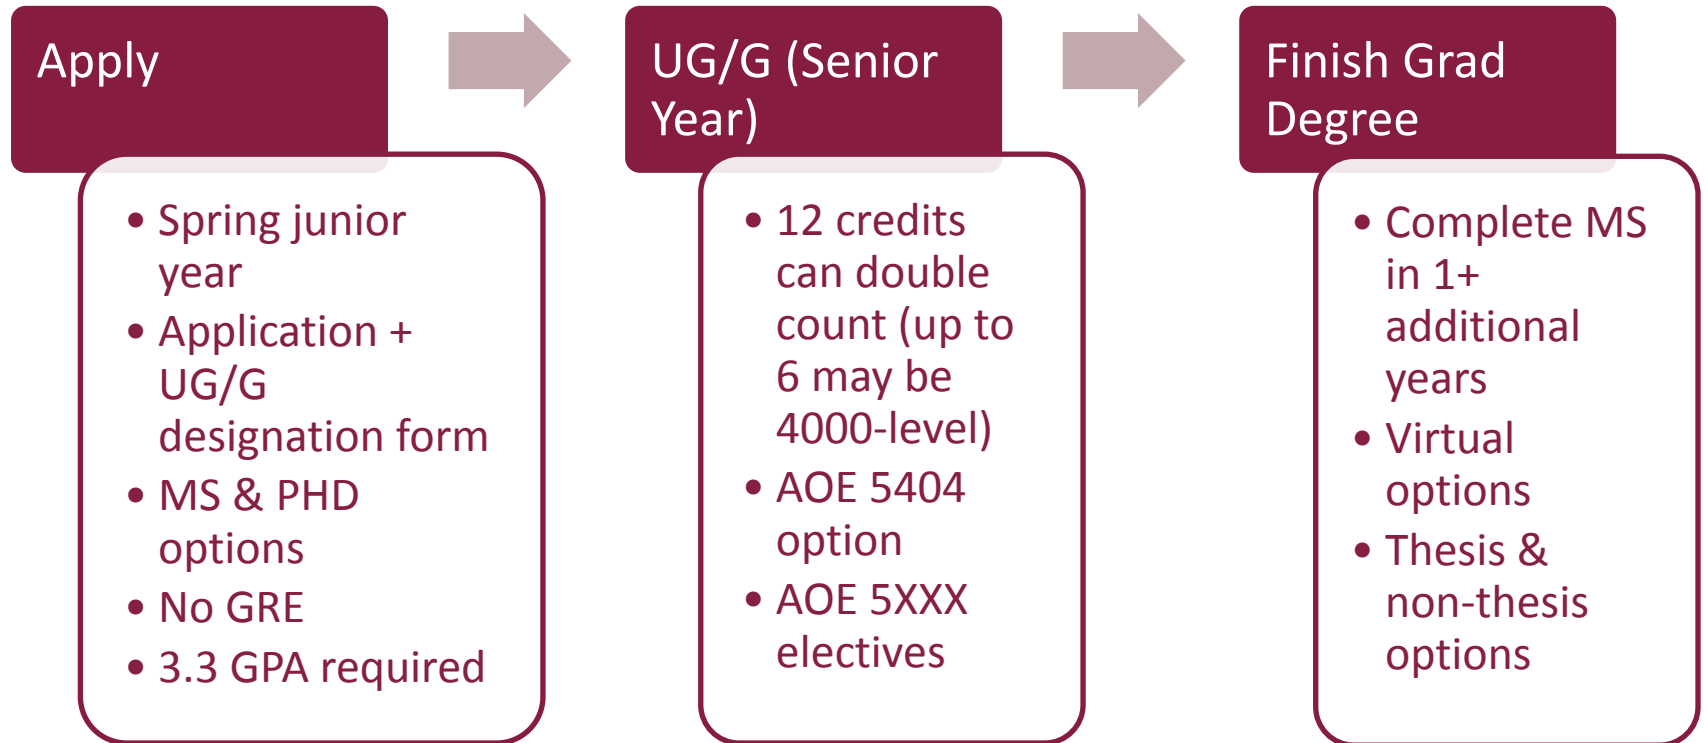 Apply
• Spring junior
year
• Application +
UG/G
designation form
• MS & PHD
options
• No GRE
• 3.3 GPA required
UG/G (Senior
Year)
• 12 credits
can double
count (up to
6 may be
4000-level)
• AOE 5404
option
• AOE 5XXX
electives
Finish Grad
Degree
• Complete MS
in 1+
additional
years
• Virtual
options
• Thesis &
non-thesis
options